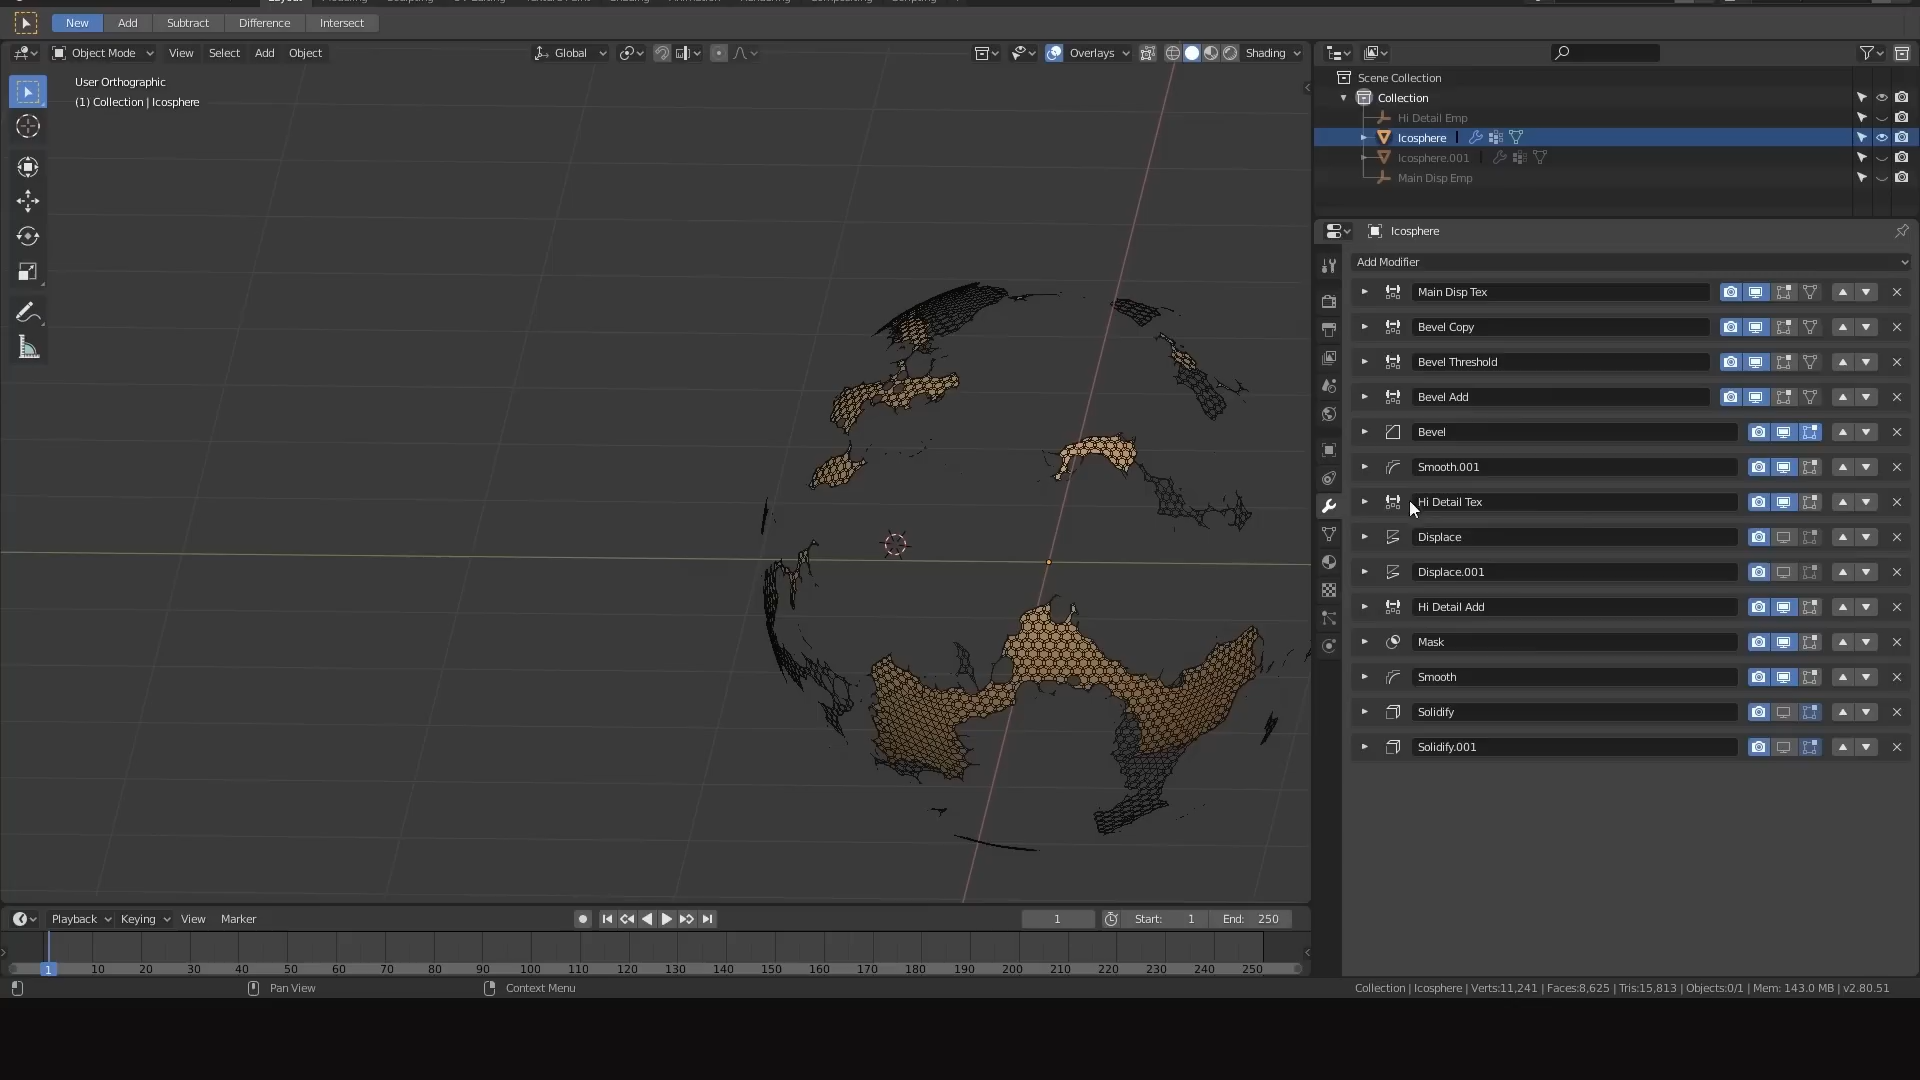 New Add Subtract Difference Intersect
Object Mode View Select Add Object Global Overlays Shading
User Orthographic
(1) Collection | Icosphere
Scene Collection
Collection
Hi Detail Emp
Icosphere
Icosphere.001
Main Disp Emp
Icosphere
Add Modifier
Main Disp Tex
Bevel Copy
Bevel Threshold
Bevel Add
Bevel
Smooth.001
Hi Detail Tex
Displace
Displace.001
Hi Detail Add
Mask
Smooth
Solidify
Solidify.001
Playback Keying View Marker 1 Start: 1 End: 250
1 10 20 30 40 50 60 70 80 90 100 110 120 130 140 150 160 170 180 190 200 210 220 230 240 250
Pan View Context Menu Collection | Icosphere | Verts:11,241 | Faces:8,625 | Tris:15,813 | Objects:0/1 | Mem: 143.0 MB | v2.80.51